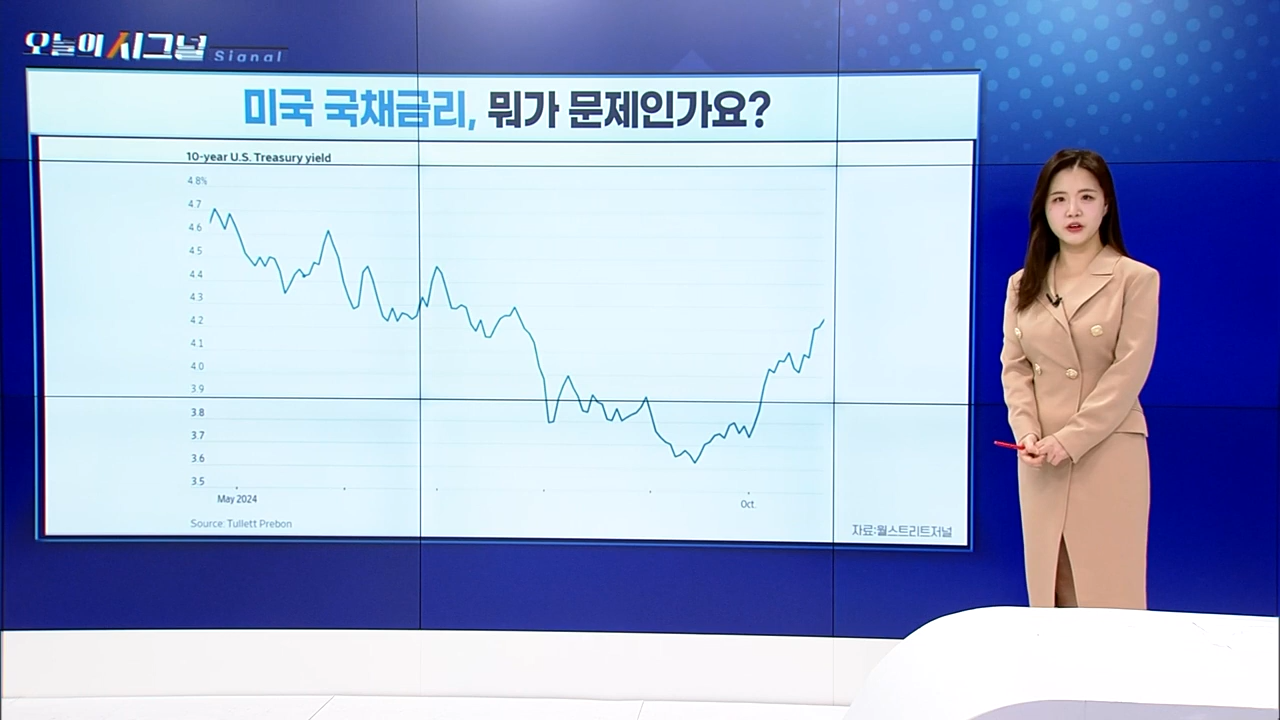 오늘의 시그널 Signal
미국 국채금리, 뭐가 문제인가요?
10-year U.S. Treasury yield
4.8%
4.7
4.6
4.5
4.4
4.3
4.2
4.1
4.0
3.9
3.8
3.7
3.6
3.5
May 2024
Oct.
Source: Tullett Prebon
자료:월스트리트저널